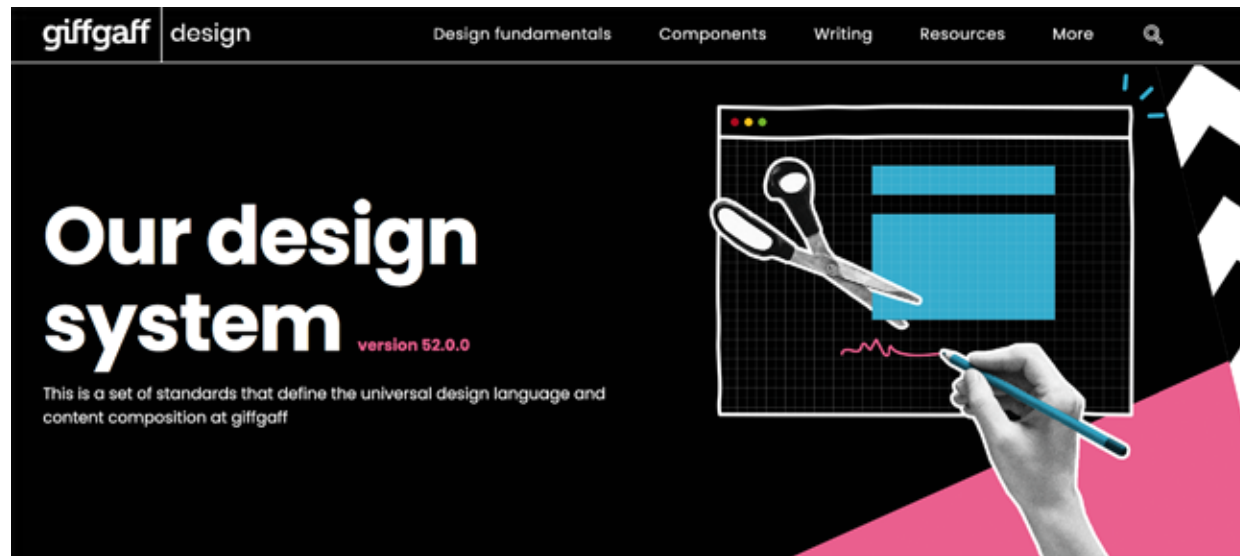 giffgaff design
Design fundamentals Components Writing Resources More
Our design
system version 52.0.0
This is a set of standards that define the universal design language and
content composition at giffgaff